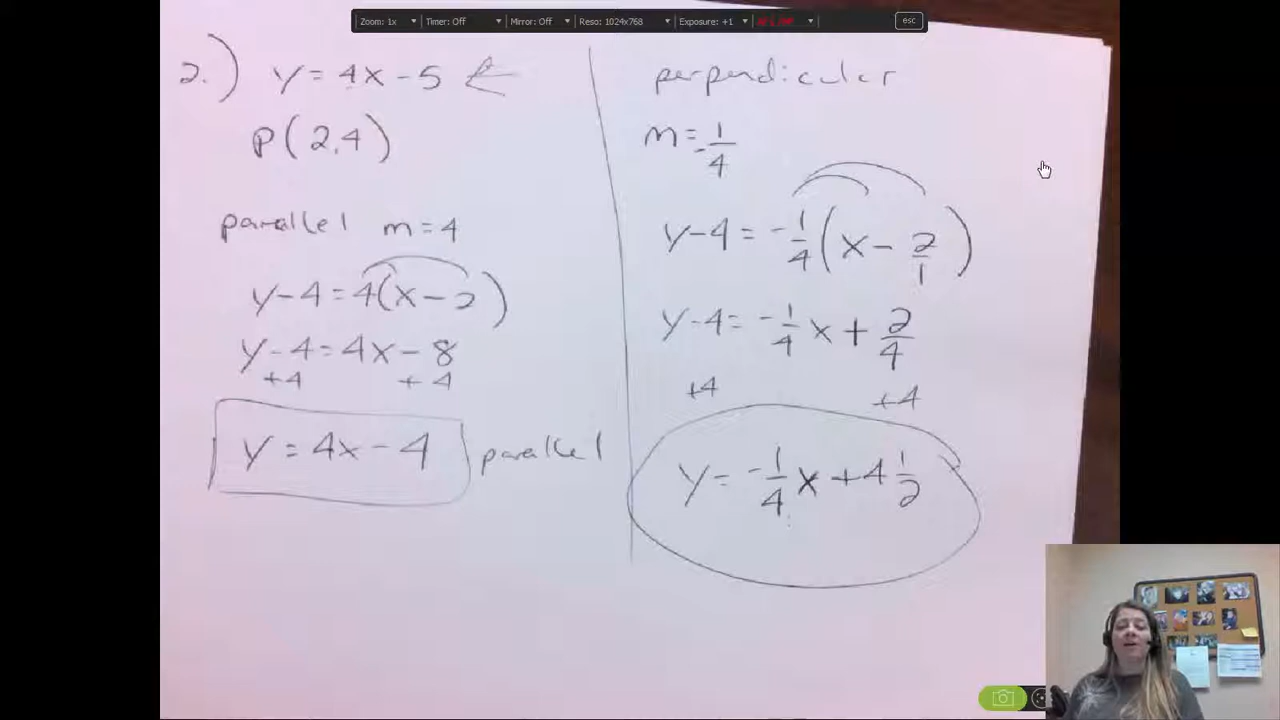 Zoom: 1x Timer: Off Mirror: Off Reso: 1024x768 Exposure: +1 esc
2.) y = 4x - 5
P(2,4)
parallel m = 4
y - 4 = 4(x - 2)
y - 4 = 4x - 8
+4 + 4
y = 4x - 4 parallel
perpendicular
m = -1/4
y - 4 = -1/4(x - 2/1)
y - 4 = -1/4x + 2/4
+4 +4
y = -1/4x + 4 1/2